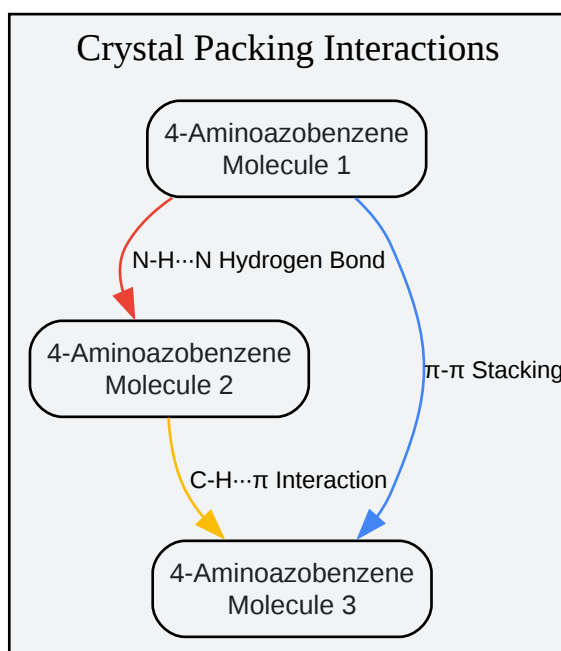 Crystal Packing Interactions
4-Aminoazobenzene
Molecule 1
N-H···N Hydrogen Bond
4-Aminoazobenzene
Molecule 2
π-π Stacking
C-H···π Interaction
4-Aminoazobenzene
Molecule 3